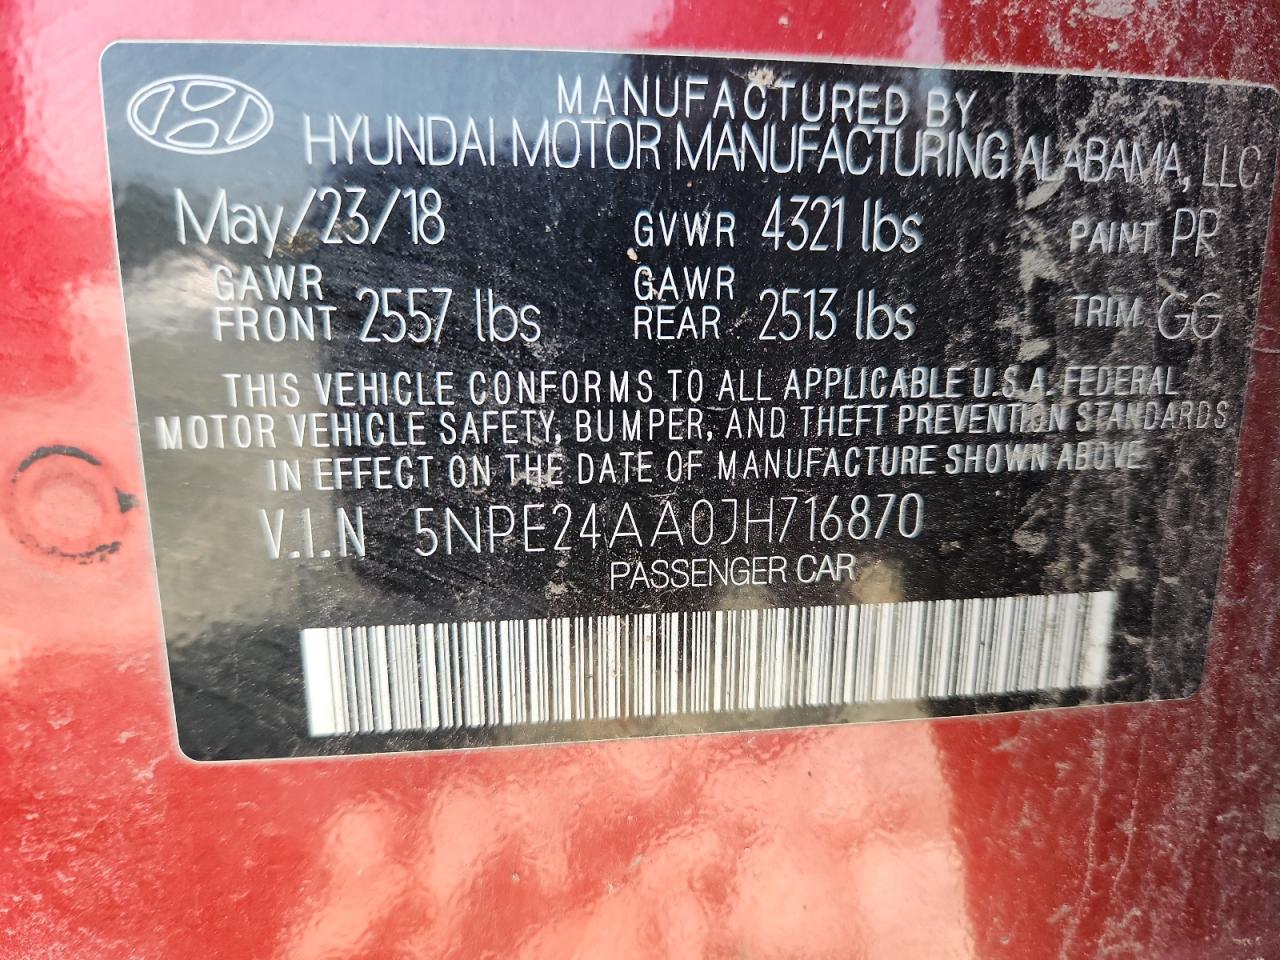 MANUFACTURED BY
HYUNDAI MOTOR MANUFACTURING ALABAMA, LLC
May/23/18 GVWR 4321 lbs PAINT PR
GAWR FRONT 2557 lbs GAWR REAR 2513 lbs TRIM GG
THIS VEHICLE CONFORMS TO ALL APPLICABLE U.S.A. FEDERAL
MOTOR VEHICLE SAFETY, BUMPER, AND THEFT PREVENTION STANDARDS
IN EFFECT ON THE DATE OF MANUFACTURE SHOWN ABOVE
V.I.N 5NPE24AA0JH716870
PASSENGER CAR